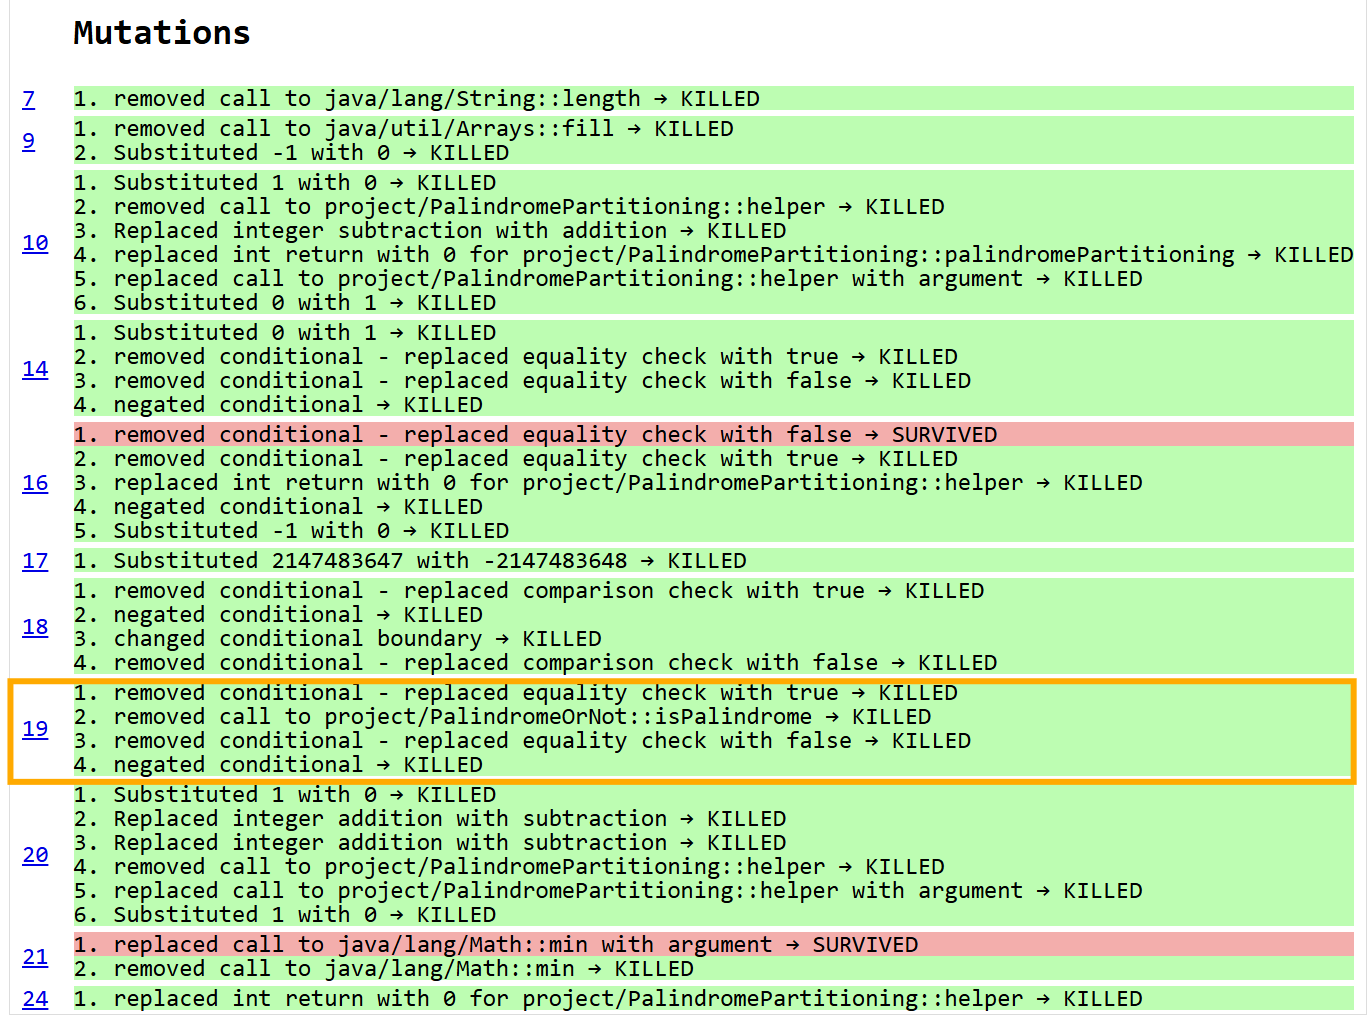 Mutations
7 1. removed call to java/lang/String::length → KILLED
9 1. removed call to java/util/Arrays::fill → KILLED
2. Substituted -1 with 0 → KILLED
10 1. Substituted 1 with 0 → KILLED
2. removed call to project/PalindromePartitioning::helper → KILLED
3. Replaced integer subtraction with addition → KILLED
4. replaced int return with 0 for project/PalindromePartitioning::palindromePartitioning → KILLED
5. replaced call to project/PalindromePartitioning::helper with argument → KILLED
6. Substituted 0 with 1 → KILLED
14 1. Substituted 0 with 1 → KILLED
2. removed conditional - replaced equality check with true → KILLED
3. removed conditional - replaced equality check with false → KILLED
4. negated conditional → KILLED
16 1. removed conditional - replaced equality check with false → SURVIVED
2. removed conditional - replaced equality check with true → KILLED
3. replaced int return with 0 for project/PalindromePartitioning::helper → KILLED
4. negated conditional → KILLED
5. Substituted -1 with 0 → KILLED
17 1. Substituted 2147483647 with -2147483648 → KILLED
18 1. removed conditional - replaced comparison check with true → KILLED
2. negated conditional → KILLED
3. changed conditional boundary → KILLED
4. removed conditional - replaced comparison check with false → KILLED
19 1. removed conditional - replaced equality check with true → KILLED
2. removed call to project/PalindromeOrNot::isPalindrome → KILLED
3. removed conditional - replaced equality check with false → KILLED
4. negated conditional → KILLED
20 1. Substituted 1 with 0 → KILLED
2. Replaced integer addition with subtraction → KILLED
3. Replaced integer addition with subtraction → KILLED
4. removed call to project/PalindromePartitioning::helper → KILLED
5. replaced call to project/PalindromePartitioning::helper with argument → KILLED
6. Substituted 1 with 0 → KILLED
21 1. replaced call to java/lang/Math::min with argument → SURVIVED
2. removed call to java/lang/Math::min → KILLED
24 1. replaced int return with 0 for project/PalindromePartitioning::helper → KILLED